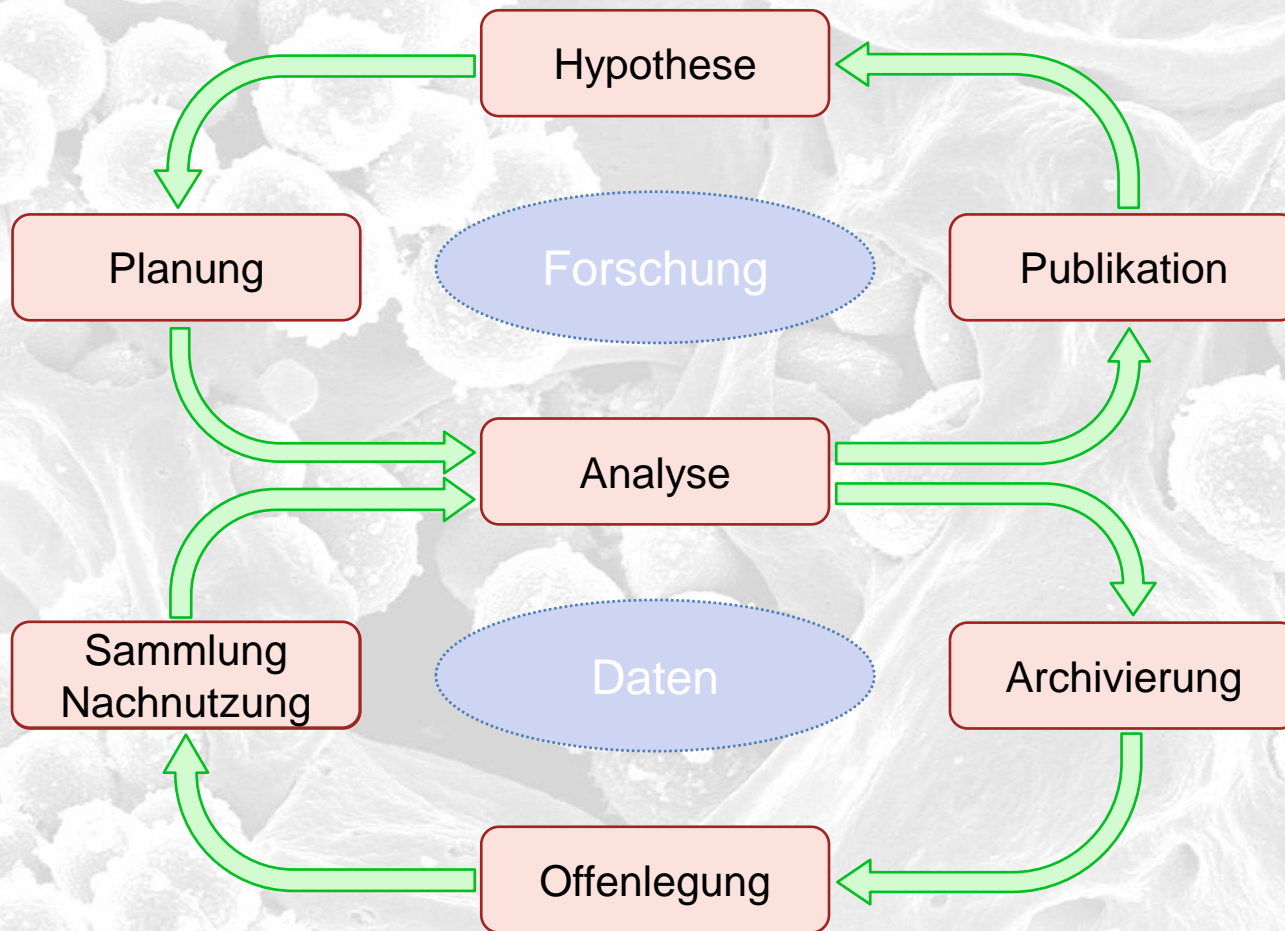 Hypothese
Planung
Forschung
Publikation
Analyse
Sammlung
Nachnutzung
Daten
Archivierung
Offenlegung